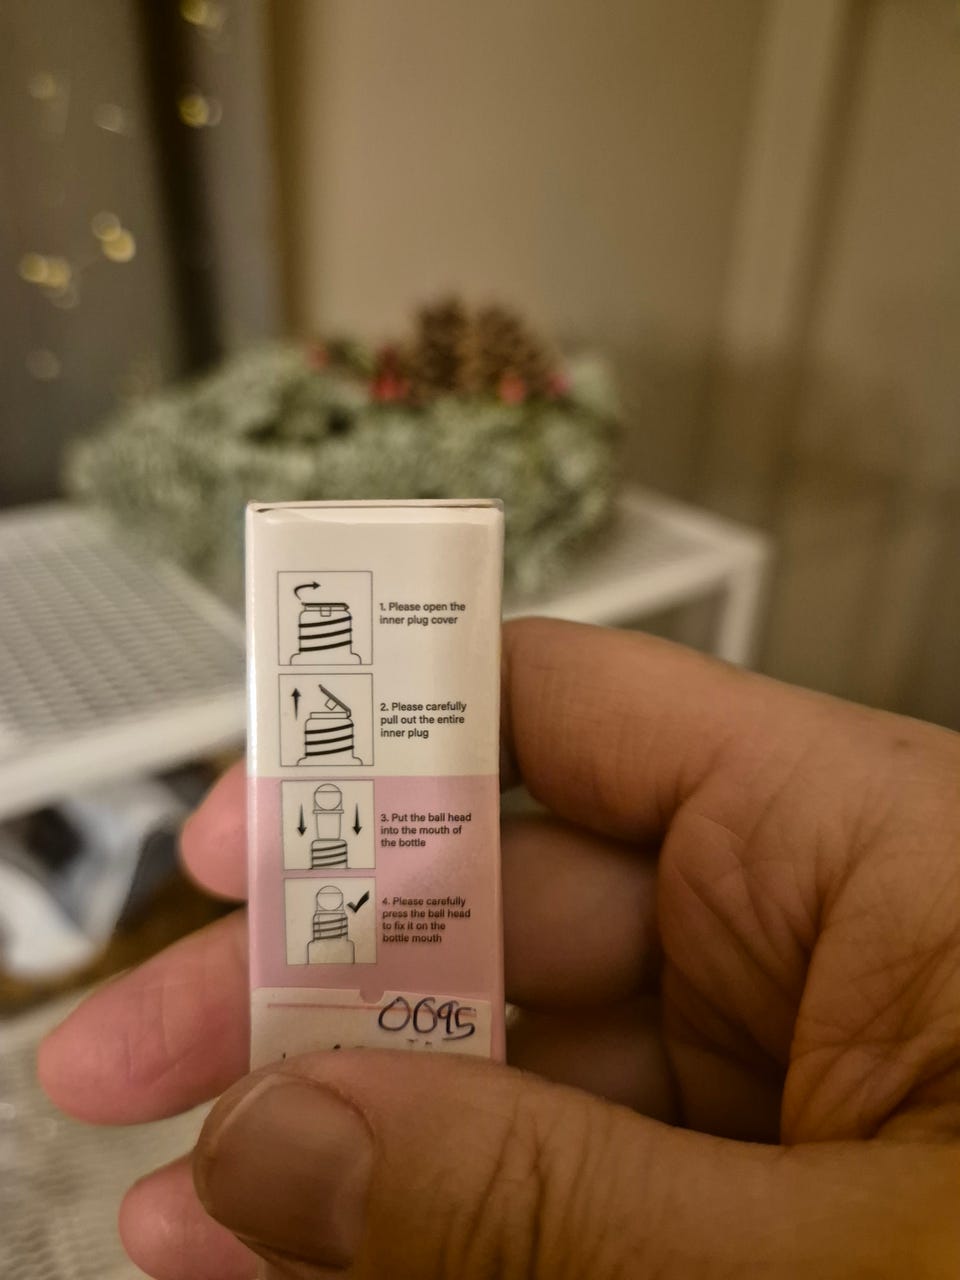 1. Please open the
inner plug cover
2. Please carefully
pull out the entire
inner plug
3. Put the ball head
into the mouth of
the bottle
4. Please carefully
press the ball head
to fix it on the
bottle mouth
0695